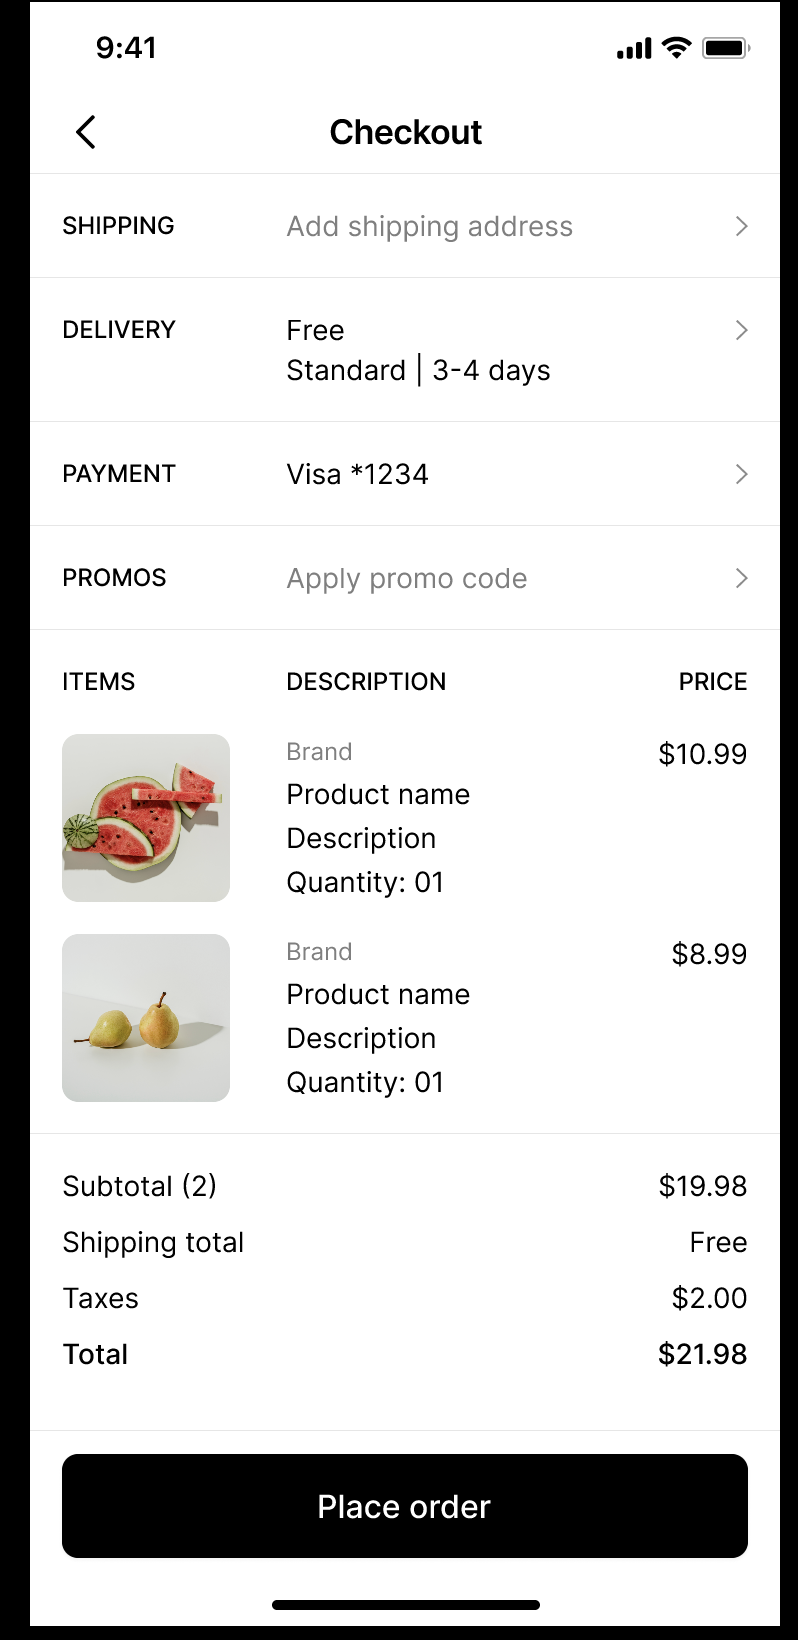 9:41
Checkout
SHIPPING Add shipping address
DELIVERY Free
Standard | 3-4 days
PAYMENT Visa *1234
PROMOS Apply promo code
ITEMS DESCRIPTION PRICE
Brand $10.99
Product name
Description
Quantity: 01
Brand $8.99
Product name
Description
Quantity: 01
Subtotal (2) $19.98
Shipping total Free
Taxes $2.00
Total $21.98
Place order